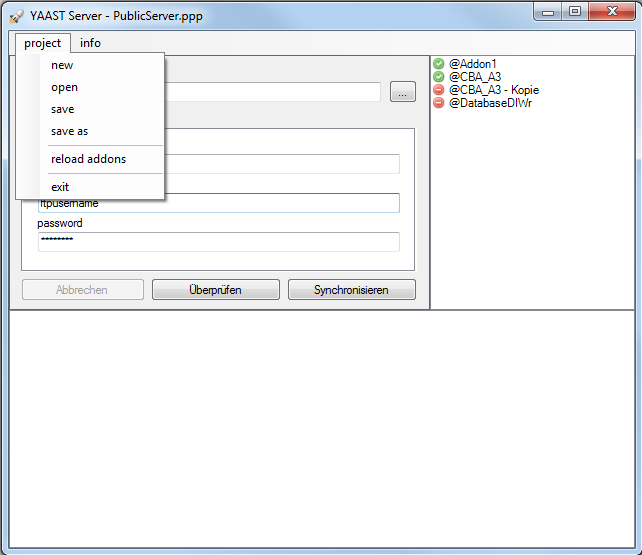 YAAST Server - PublicServer.ppp
project info
new
open
save
save as
reload addons
exit
...
ftpusername
password
********
Abbrechen
Überprüfen
Synchronisieren
@Addon1
@CBA_A3
@CBA_A3 - Kopie
@DatabaseDIWr